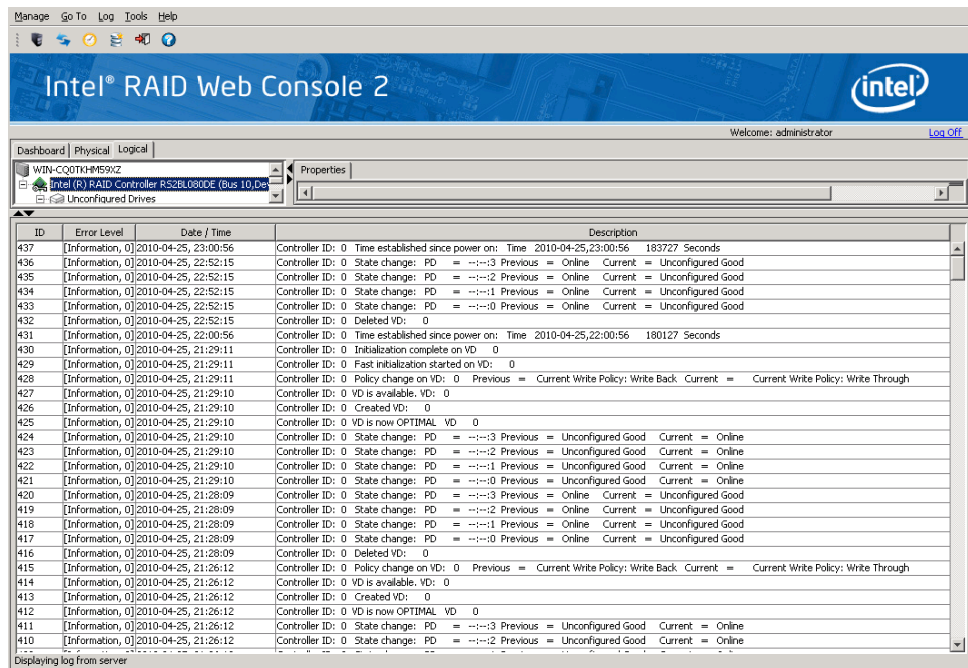 Manage Go To Log Tools Help
Intel® RAID Web Console 2
intel
Welcome: administrator Log Off
Dashboard Physical Logical
WIN-CQ0TKHM59XZ
Properties
Intel (R) RAID Controller RS2BL080DE (Bus 10,De
Unconfigured Drives
ID Error Level Date / Time Description
437 [Information, 0] 2010-04-25, 23:00:56 Controller ID: 0 Time established since power on: Time 2010-04-25,23:00:56 183727 Seconds
436 [Information, 0] 2010-04-25, 22:52:15 Controller ID: 0 State change: PD = --:--:3 Previous = Online Current = Unconfigured Good
435 [Information, 0] 2010-04-25, 22:52:15 Controller ID: 0 State change: PD = --:--:2 Previous = Online Current = Unconfigured Good
434 [Information, 0] 2010-04-25, 22:52:15 Controller ID: 0 State change: PD = --:--:1 Previous = Online Current = Unconfigured Good
433 [Information, 0] 2010-04-25, 22:52:15 Controller ID: 0 State change: PD = --:--:0 Previous = Online Current = Unconfigured Good
432 [Information, 0] 2010-04-25, 22:52:15 Controller ID: 0 Deleted VD: 0
431 [Information, 0] 2010-04-25, 22:00:56 Controller ID: 0 Time established since power on: Time 2010-04-25,22:00:56 180127 Seconds
430 [Information, 0] 2010-04-25, 21:29:11 Controller ID: 0 Initialization complete on VD 0
429 [Information, 0] 2010-04-25, 21:29:11 Controller ID: 0 Fast initialization started on VD: 0
428 [Information, 0] 2010-04-25, 21:29:11 Controller ID: 0 Policy change on VD: 0 Previous = Current Write Policy: Write Back Current = Current Write Policy: Write Through
427 [Information, 0] 2010-04-25, 21:29:10 Controller ID: 0 VD is available. VD: 0
426 [Information, 0] 2010-04-25, 21:29:10 Controller ID: 0 Created VD: 0
425 [Information, 0] 2010-04-25, 21:29:10 Controller ID: 0 VD is now OPTIMAL VD 0
424 [Information, 0] 2010-04-25, 21:29:10 Controller ID: 0 State change: PD = --:--:3 Previous = Unconfigured Good Current = Online
423 [Information, 0] 2010-04-25, 21:29:10 Controller ID: 0 State change: PD = --:--:2 Previous = Unconfigured Good Current = Online
422 [Information, 0] 2010-04-25, 21:29:10 Controller ID: 0 State change: PD = --:--:1 Previous = Unconfigured Good Current = Online
421 [Information, 0] 2010-04-25, 21:29:10 Controller ID: 0 State change: PD = --:--:0 Previous = Unconfigured Good Current = Online
420 [Information, 0] 2010-04-25, 21:28:09 Controller ID: 0 State change: PD = --:--:3 Previous = Online Current = Unconfigured Good
419 [Information, 0] 2010-04-25, 21:28:09 Controller ID: 0 State change: PD = --:--:2 Previous = Online Current = Unconfigured Good
418 [Information, 0] 2010-04-25, 21:28:09 Controller ID: 0 State change: PD = --:--:1 Previous = Online Current = Unconfigured Good
417 [Information, 0] 2010-04-25, 21:28:09 Controller ID: 0 State change: PD = --:--:0 Previous = Online Current = Unconfigured Good
416 [Information, 0] 2010-04-25, 21:28:09 Controller ID: 0 Deleted VD: 0
415 [Information, 0] 2010-04-25, 21:26:12 Controller ID: 0 Policy change on VD: 0 Previous = Current Write Policy: Write Back Current = Current Write Policy: Write Through
414 [Information, 0] 2010-04-25, 21:26:12 Controller ID: 0 VD is available. VD: 0
413 [Information, 0] 2010-04-25, 21:26:12 Controller ID: 0 Created VD: 0
412 [Information, 0] 2010-04-25, 21:26:12 Controller ID: 0 VD is now OPTIMAL VD 0
411 [Information, 0] 2010-04-25, 21:26:12 Controller ID: 0 State change: PD = --:--:3 Previous = Unconfigured Good Current = Online
410 [Information, 0] 2010-04-25, 21:26:12 Controller ID: 0 State change: PD = --:--:2 Previous = Unconfigured Good Current = Online
Displaying log from server